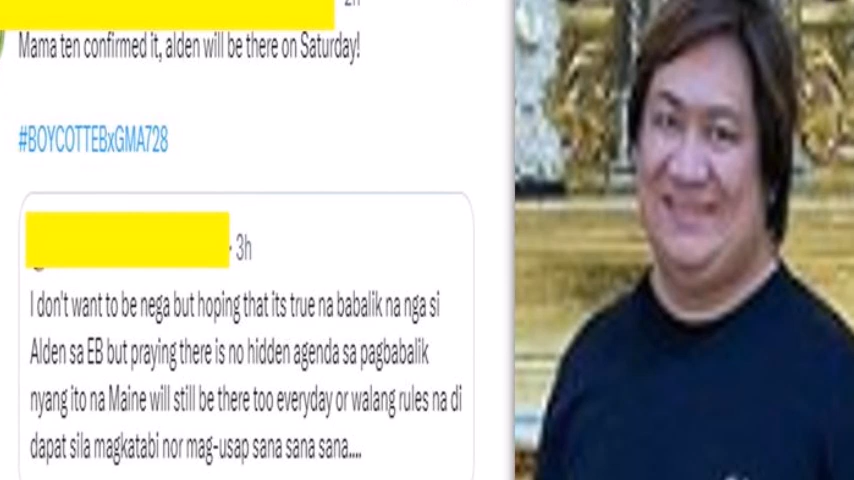 Mama ten confirmed it, alden will be there on Saturday!
#BOYCOTTEBxGMA728
· 3h
I don't want to be nega but hoping that its true na babalik na nga si
Alden sa EB but praying there is no hidden agenda sa pagbabalik
nyang ito na Maine will still be there too everyday or walang rules na di
dapat sila magkatabi nor mag-usap sana sana sana....